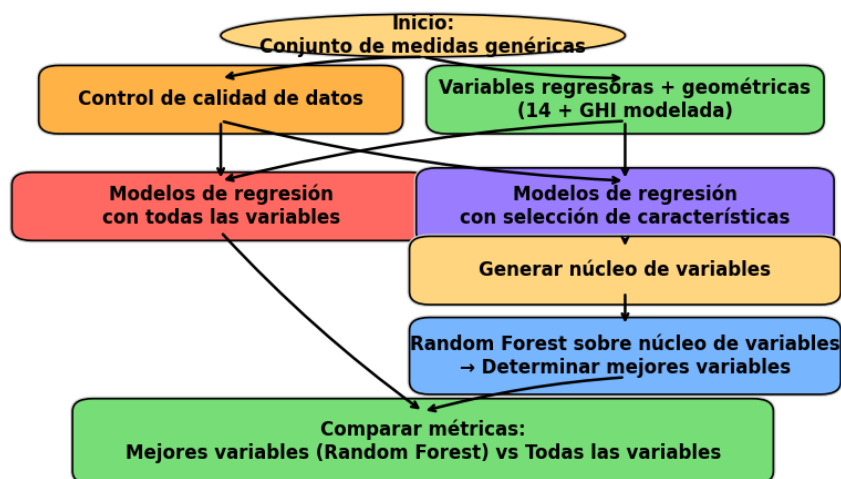 Inicio:
Conjunto de medidas genéricas
Control de calidad de datos
Variables regresoras + geométricas
(14 + GHI modelada)
Modelos de regresión
con todas las variables
Modelos de regresión
con selección de características
Generar núcleo de variables
Random Forest sobre núcleo de variables
→ Determinar mejores variables
Comparar métricas:
Mejores variables (Random Forest) vs Todas las variables